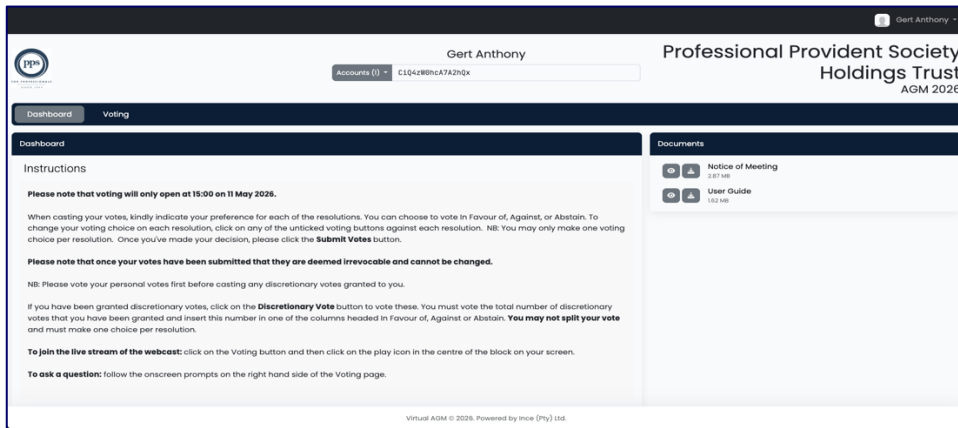 Gert Anthony
pps
Gert Anthony
Accounts (1)
CiQ4zW0hcA7A2hQx
Professional Provident Society
Holdings Trust
AGM 2026
Dashboard
Voting
Dashboard
Instructions
Please note that voting will only open at 15:00 on 11 May 2026.
When casting your votes, kindly indicate your preference for each of the resolutions. You can choose to vote In Favour of, Against, or Abstain. To
change your voting choice on each resolution, click on any of the unticked voting buttons against each resolution. NB: You may only make one voting
choice per resolution. Once you've made your decision, please click the Submit Votes button.
Please note that once your votes have been submitted that they are deemed irrevocable and cannot be changed.
NB: Please vote your personal votes first before casting any discretionary votes granted to you.
If you have been granted discretionary votes, click on the Discretionary Vote button to vote these. You must vote the total number of discretionary
votes that you have been granted and insert this number in one of the columns headed In Favour of, Against or Abstain. You may not split your vote
and must make one choice per resolution.
To join the live stream of the webcast: click on the Voting button and then click on the play icon in the centre of the block on your screen.
To ask a question: follow the onscreen prompts on the right hand side of the Voting page.
Documents
Notice of Meeting
2.87 MB
User Guide
1.62 MB
Virtual AGM © 2026. Powered by Ince (Pty) Ltd.